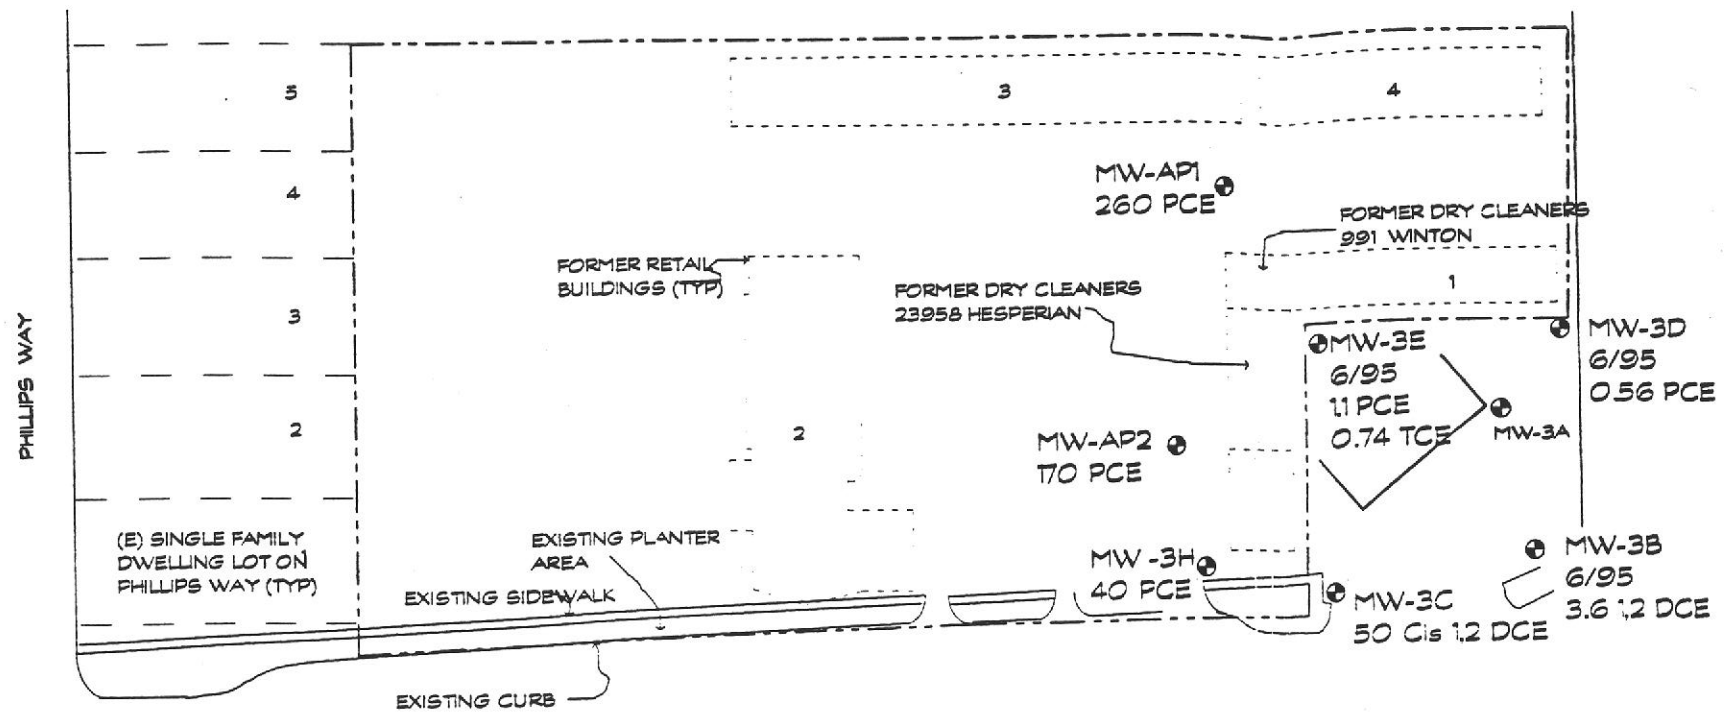 5
3
4
4
MW-AP1
260 PCE
FORMER DRY CLEANERS
991 WINTON
FORMER RETAIL
BUILDINGS (TYP)
FORMER DRY CLEANERS
23958 HESPERIAN
1
3
PHILLIPS WAY
MW-3E
6/95
1.1 PCE
0.74 TCE
MW-3D
6/95
0.56 PCE
MW-3A
2
2
MW-AP2
170 PCE
(E) SINGLE FAMILY
DWELLING LOT ON
PHILLIPS WAY (TYP)
EXISTING PLANTER
AREA
EXISTING SIDEWALK
MW -3H
40 PCE
MW-3C
50 Cis 1,2 DCE
MW-3B
6/95
3.6 1,2 DCE
EXISTING CURB